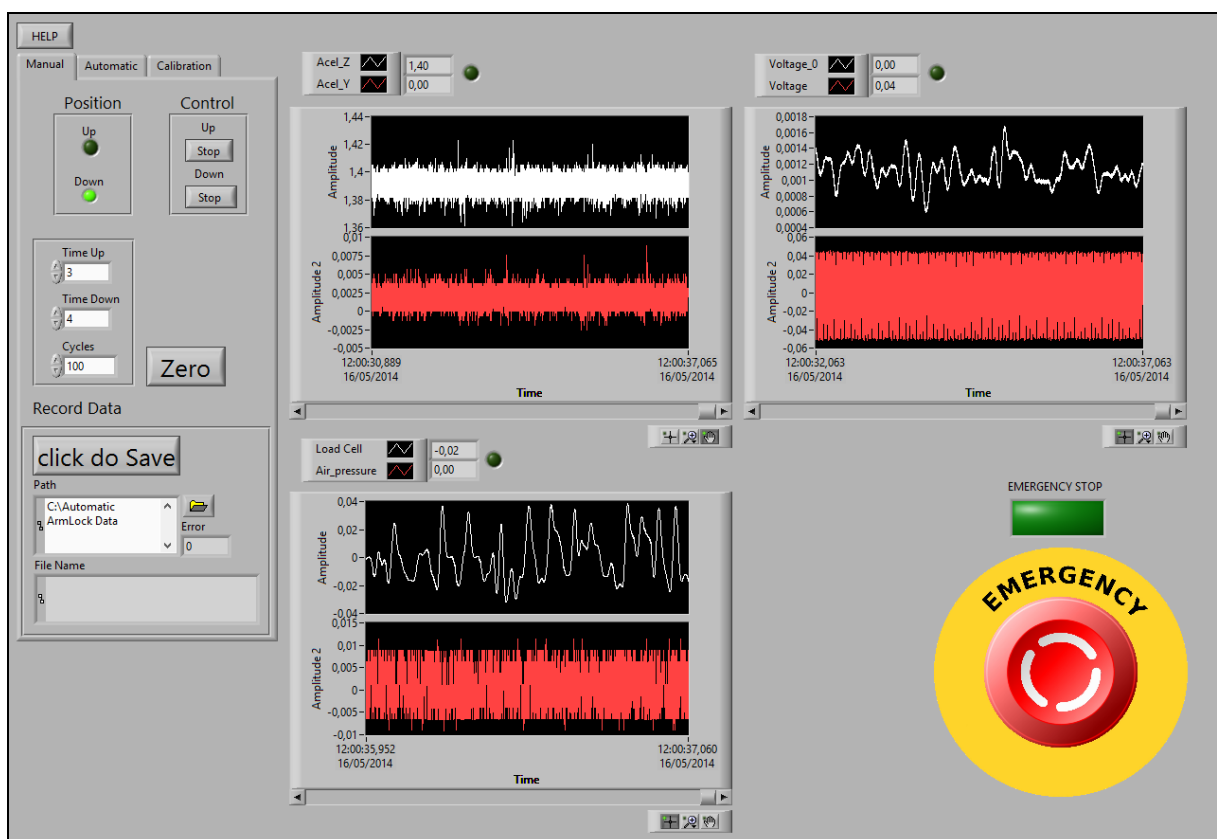 HELP
Manual Automatic Calibration
Position Control
Up Up
Stop
Down Down
Stop
Time Up
3
Time Down
4
Cycles
100
Zero
Record Data
click do Save
Path
C:\Automatic
ArmLock Data
Error
0
File Name
Acel_Z 1,40
Acel_Y 0,00
Amplitude
1,44
1,42
1,4
1,38
1,36
Amplitude 2
0,01
0,0075
0,005
0,0025
0
-0,0025
-0,005
12:00:30,889 12:00:37,065
16/05/2014 16/05/2014
Time
Voltage_0 0,00
Voltage 0,04
Amplitude
0,0018
0,0016
0,0014
0,0012
0,001
0,0008
0,0006
0,0004
Amplitude 2
0,06
0,04
0,02
0
-0,02
-0,04
-0,06
12:00:32,063 12:00:37,063
16/05/2014 16/05/2014
Time
Load Cell -0,02
Air_pressure 0,00
Amplitude
0,04
0,02
0
-0,02
-0,04
Amplitude 2
0,015
0,01
0,005
0
-0,005
-0,01
12:00:35,952 12:00:37,060
16/05/2014 16/05/2014
Time
EMERGENCY STOP
EMERGENCY